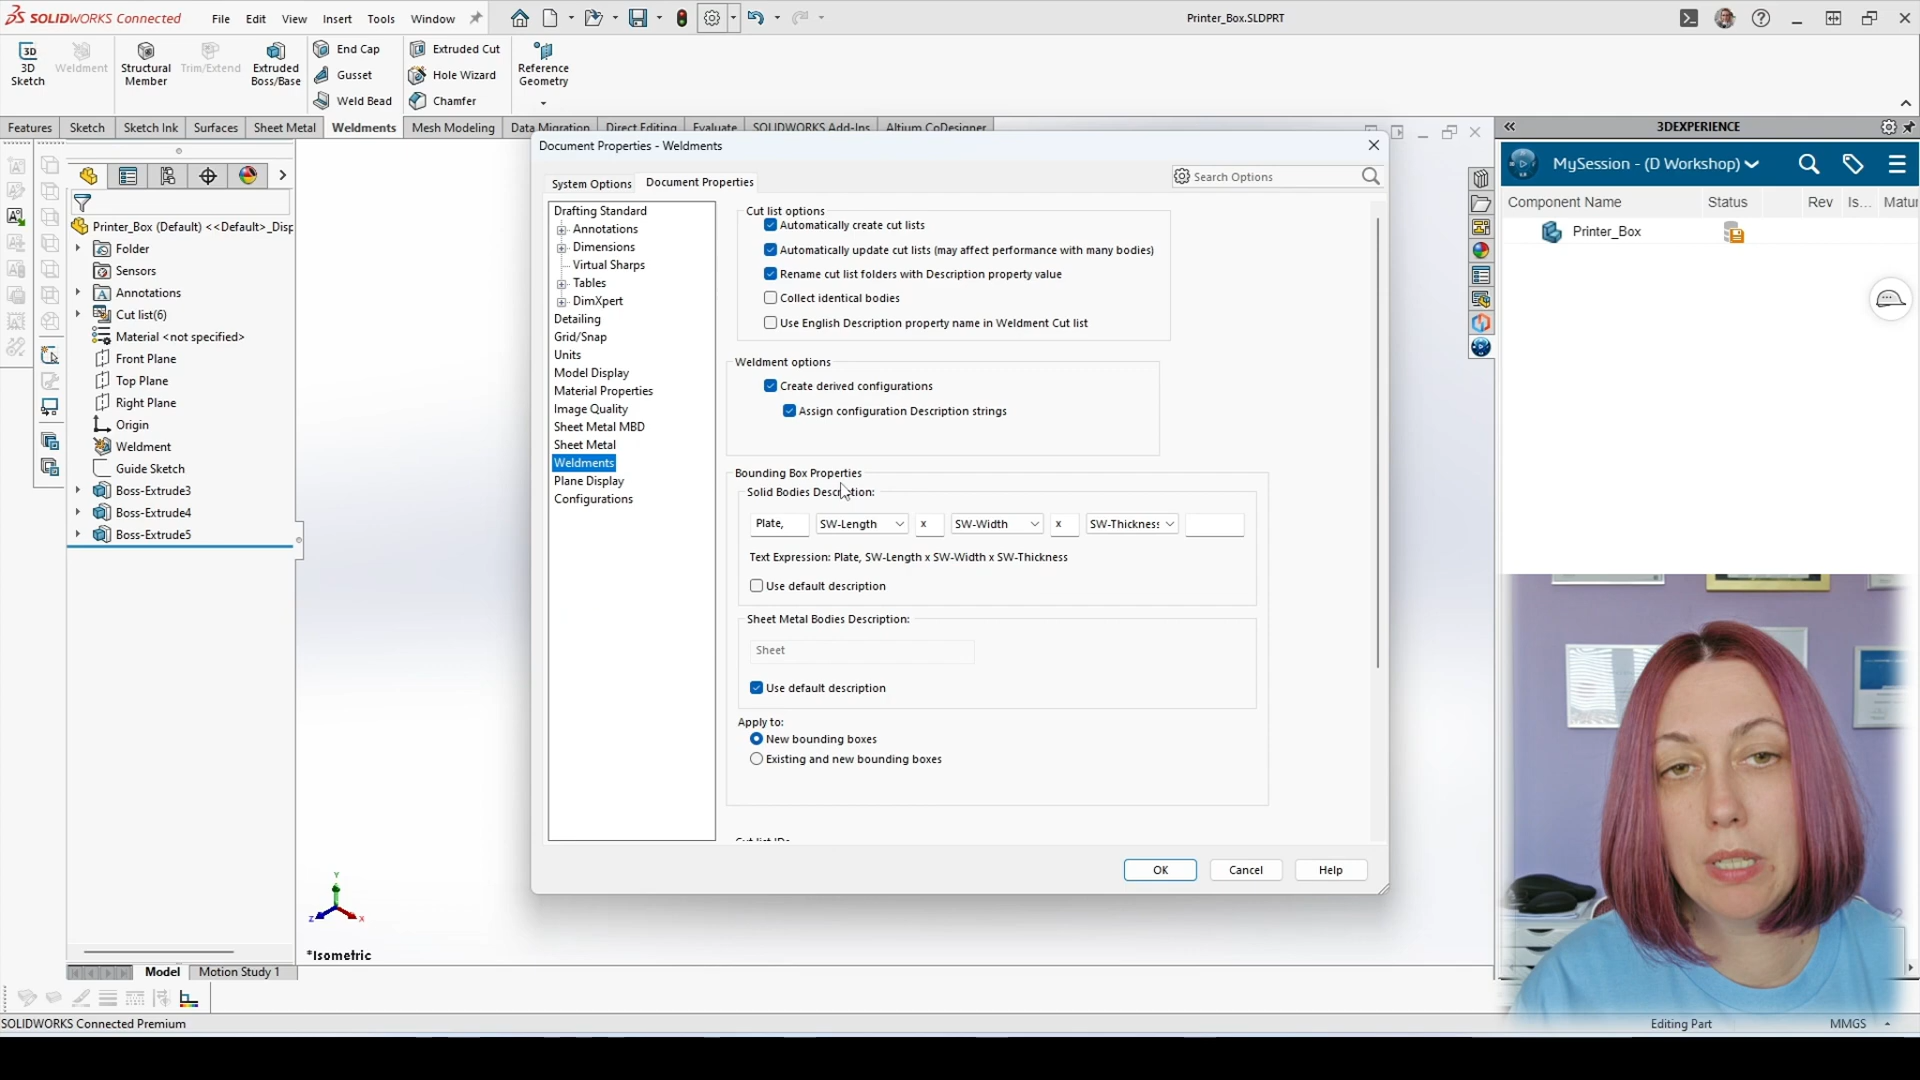 SOLIDWORKS Connected
File Edit View Insert Tools Window
Printer_Box.SLDPRT
3D Sketch
Weldment
Structural Member
Trim/Extend
Extruded Boss/Base
End Cap
Gusset
Weld Bead
Extruded Cut
Hole Wizard
Chamfer
Reference Geometry
Features Sketch Sketch Ink Surfaces Sheet Metal Weldments Mesh Modeling Data Migration Direct Editing Evaluate SOLIDWORKS Add-Ins Altium CoDesigner
Printer_Box (Default) <<Default>_Disp
Folder
Sensors
Annotations
Cut list(6)
Material <not specified>
Front Plane
Top Plane
Right Plane
Origin
Weldment
Guide Sketch
Boss-Extrude3
Boss-Extrude4
Boss-Extrude5
Document Properties - Weldments
System Options Document Properties
Search Options
Drafting Standard
Annotations
Dimensions
Virtual Sharps
Tables
DimXpert
Detailing
Grid/Snap
Units
Model Display
Material Properties
Image Quality
Sheet Metal MBD
Sheet Metal
Weldments
Plane Display
Configurations
Cut list options
Automatically create cut lists
Automatically update cut lists (may affect performance with many bodies)
Rename cut list folders with Description property value
Collect identical bodies
Use English Description property name in Weldment Cut list
Weldment options
Create derived configurations
Assign configuration Description strings
Bounding Box Properties
Solid Bodies Description:
Plate, SW-Length x SW-Width x SW-Thickness
Text Expression: Plate, SW-Length x SW-Width x SW-Thickness
Use default description
Sheet Metal Bodies Description:
Sheet
Use default description
Apply to:
New bounding boxes
Existing and new bounding boxes
Cut list IDs
OK Cancel Help
3DEXPERIENCE
MySession - (D Workshop)
Component Name Status Rev Is... Matur
Printer_Box
Y
Z X
*Isometric
Model Motion Study 1
SOLIDWORKS Connected Premium
Editing Part MMGS